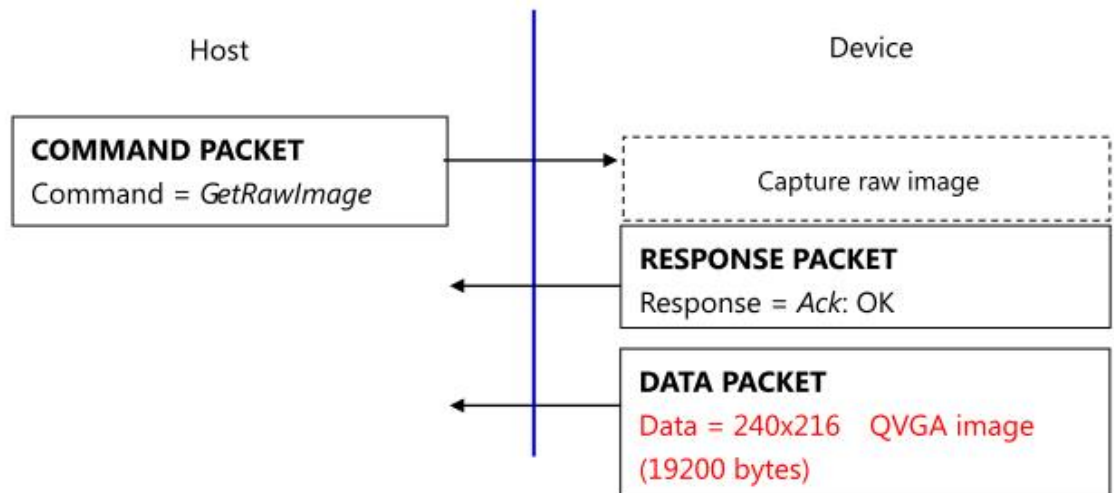 Host
Device
COMMAND PACKET
Command = GetRawImage
Capture raw image
RESPONSE PACKET
Response = Ack: OK
DATA PACKET
Data = 240x216 QVGA image
(19200 bytes)